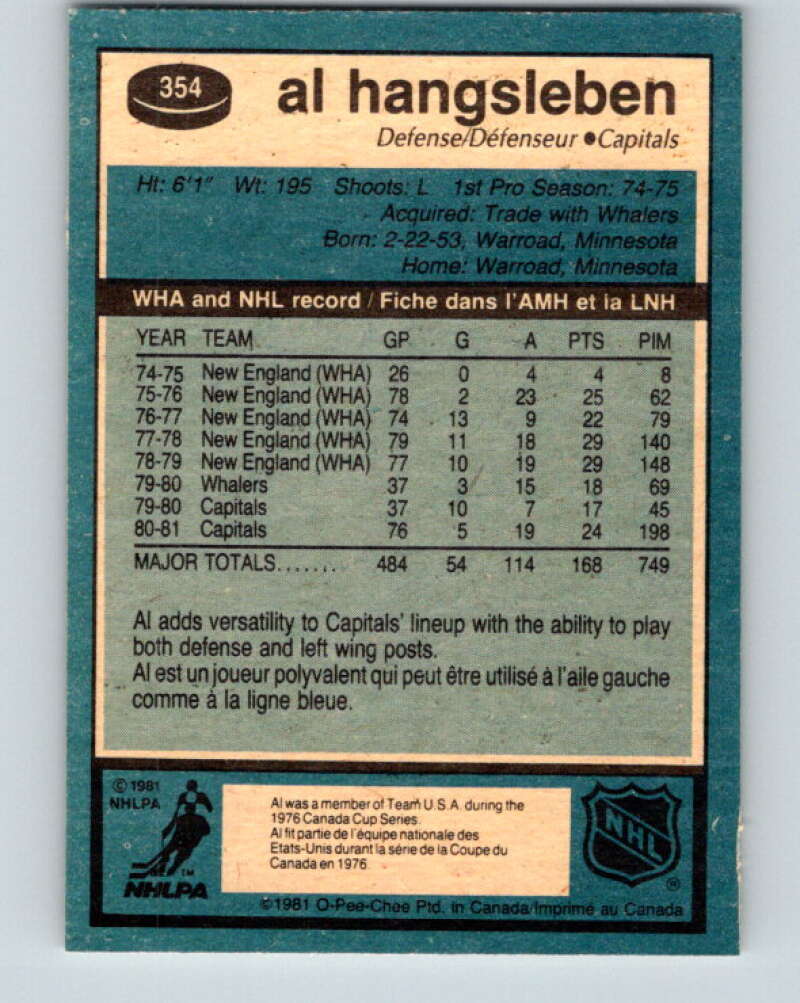 354
al hangsleben
Defense/Défenseur ●Capitals
Ht: 6'1" Wt: 195 Shoots: L 1st Pro Season: 74-75
Acquired: Trade with Whalers
Born: 2-22-53, Warroad, Minnesota
Home: Warroad, Minnesota
WHA and NHL record / Fiche dans l'AMH et la LNH
YEAR TEAM GP G A PTS PIM
74-75 New England (WHA) 26 0 4 4 8
75-76 New England (WHA) 78 2 23 25 62
76-77 New England (WHA) 74 13 9 22 79
77-78 New England (WHA) 79 11 18 29 140
78-79 New England (WHA) 77 10 19 29 148
79-80 Whalers 37 3 15 18 69
79-80 Capitals 37 10 7 17 45
80-81 Capitals 76 5 19 24 198
MAJOR TOTALS....... 484 54 114 168 749
Al adds versatility to Capitals' lineup with the ability to play
both defense and left wing posts.
Al est un joueur polyvalent qui peut être utilisé à l'aile gauche
comme à la ligne bleue.
© 1981
NHLPA
TM
NHLPA
Al was a member of Team U.S.A. during the
1976 Canada Cup Series.
Al fit partie de l'équipe nationale des
Etats-Unis durant la série de la Coupe du
Canada en 1976.
NHL
®
©1981 O-Pee-Chee Ptd. in Canada/Imprimé au Canada